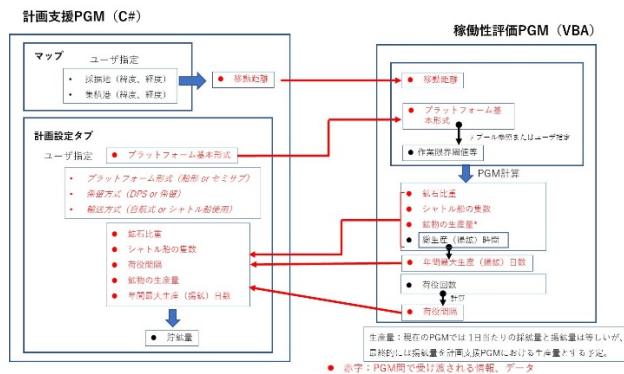 計画支援PGM（C#）
マップ
ユーザ指定
• 採掘地（緯度、経度）
• 集積港（緯度、経度）
● 移動距離
計画設定タブ
ユーザ指定
● プラットフォーム基本形式
• プラットフォーム形式（船形 or セミサブ）
• 係留方式（DPS or 係留）
• 輸送方式（自航式 or シャトル船使用）
● 鉱石比重
● シャトル船の隻数
● 荷役間隔
● 鉱物の生産量
● 年間最大生産（揚鉱）日数
● 貯鉱量
稼働性評価PGM（VBA）
● 移動距離
● プラットフォーム基本形式
テーブル参照またはユーザ指定
● 作業限界閾値等
PGM計算
● 鉱石比重
● シャトル船の隻数
● 鉱物の生産量*
● 総生産（揚鉱）時間
● 年間最大生産（揚鉱）日数
● 荷役回数
計算
● 荷役間隔
生産量：現在のPGMでは1日当たりの採鉱量と揚鉱量は等しいが、
最終的には揚鉱量を計画支援PGMにおける生産量とする予定。
● 赤字：PGM間で受け渡される情報、データ